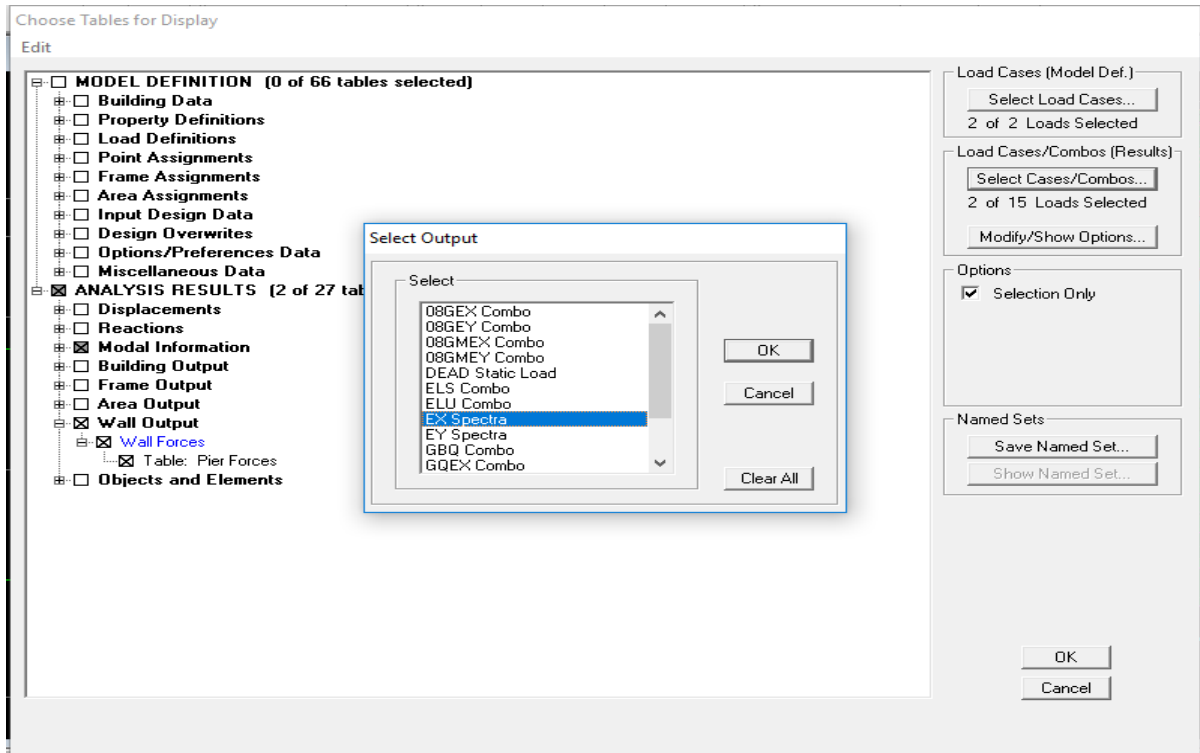 Choose Tables for Display
Edit
MODEL DEFINITION (0 of 66 tables selected)
Building Data
Property Definitions
Load Definitions
Point Assignments
Frame Assignments
Area Assignments
Input Design Data
Design Overwrites
Options/Preferences Data
Miscellaneous Data
ANALYSIS RESULTS (2 of 27 tab
Displacements
Reactions
Modal Information
Building Output
Frame Output
Area Output
Wall Output
Wall Forces
Table: Pier Forces
Objects and Elements
Select Output
Select
08GEX Combo
08GEY Combo
08GMEX Combo
08GMEY Combo
DEAD Static Load
ELS Combo
ELU Combo
EX Spectra
EY Spectra
GBQ Combo
GQEX Combo
OK
Cancel
Clear All
Load Cases (Model Def.)
Select Load Cases...
2 of 2 Loads Selected
Load Cases/Combos (Results)
Select Cases/Combos...
2 of 15 Loads Selected
Modify/Show Options...
Options
Selection Only
Named Sets
Save Named Set...
Show Named Set...
OK
Cancel